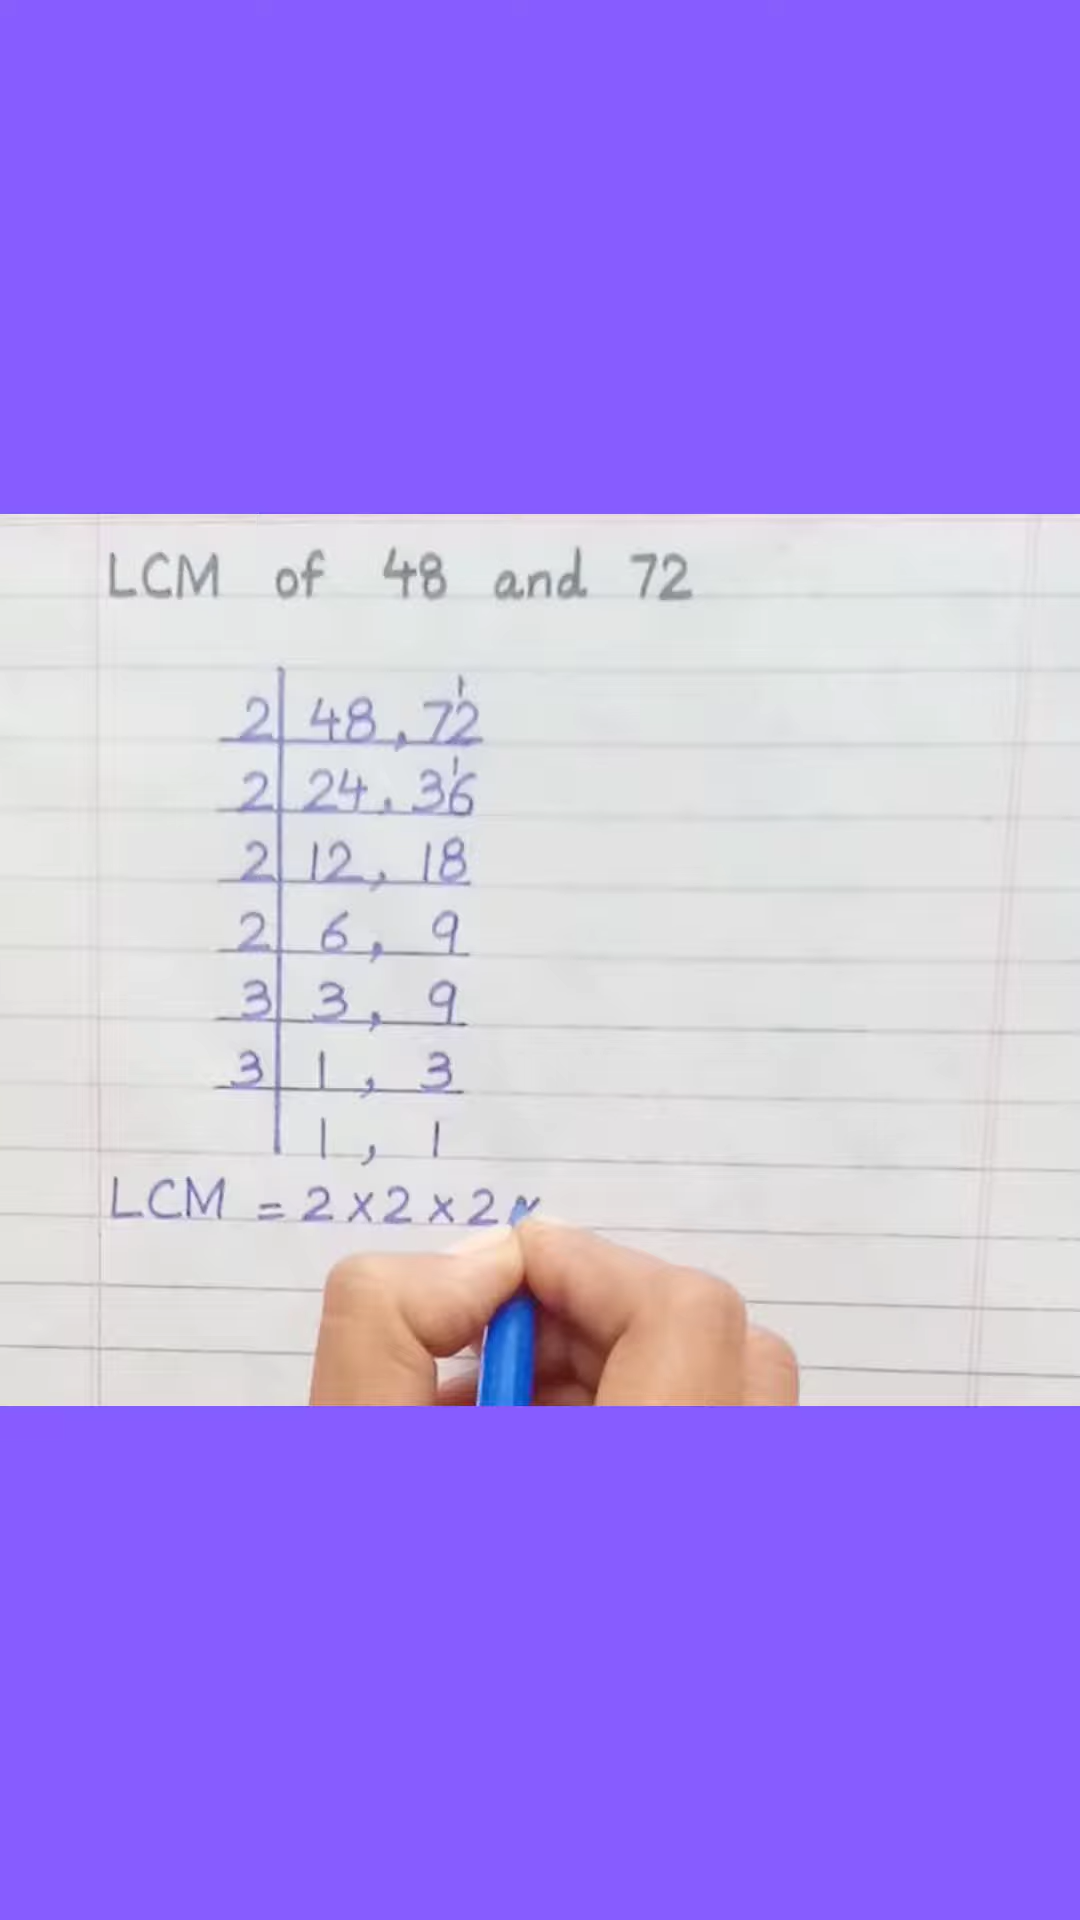 LCM of 48 and 72
2 48, 72
2 24, 36
2 12, 18
2 6, 9
3 3, 9
3 1, 3
1, 1
LCM = 2 × 2 × 2 ×